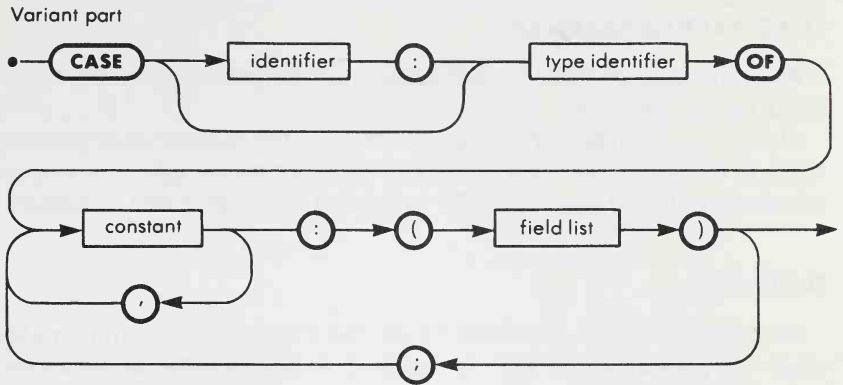 Variant part
CASE identifier : type identifier OF
constant : ( field list )
,
;